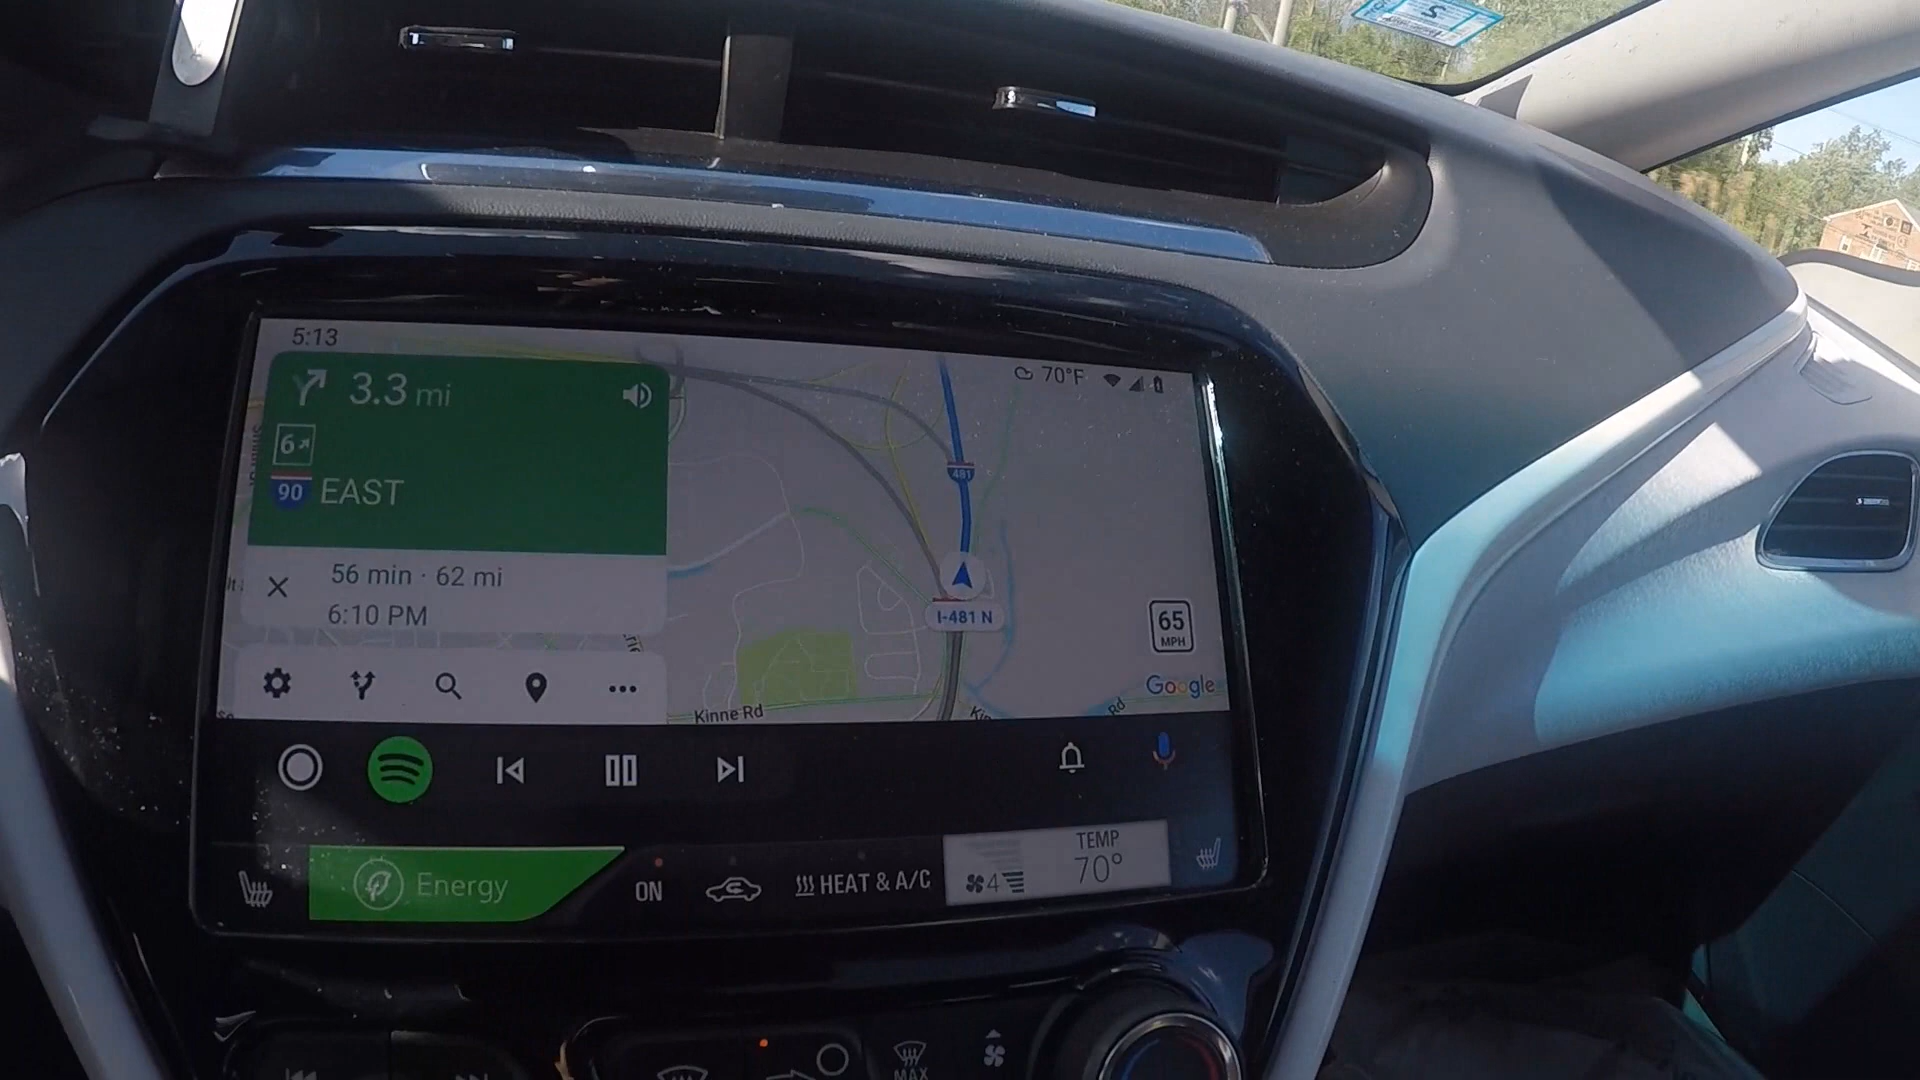 5:13
3.3 mi
6
90 EAST
56 min · 62 mi
6:10 PM
70°F
481
I-481 N
65
MPH
Google
Kinne Rd
Rd
Energy
ON
HEAT & A/C
4
TEMP
70°
MAX